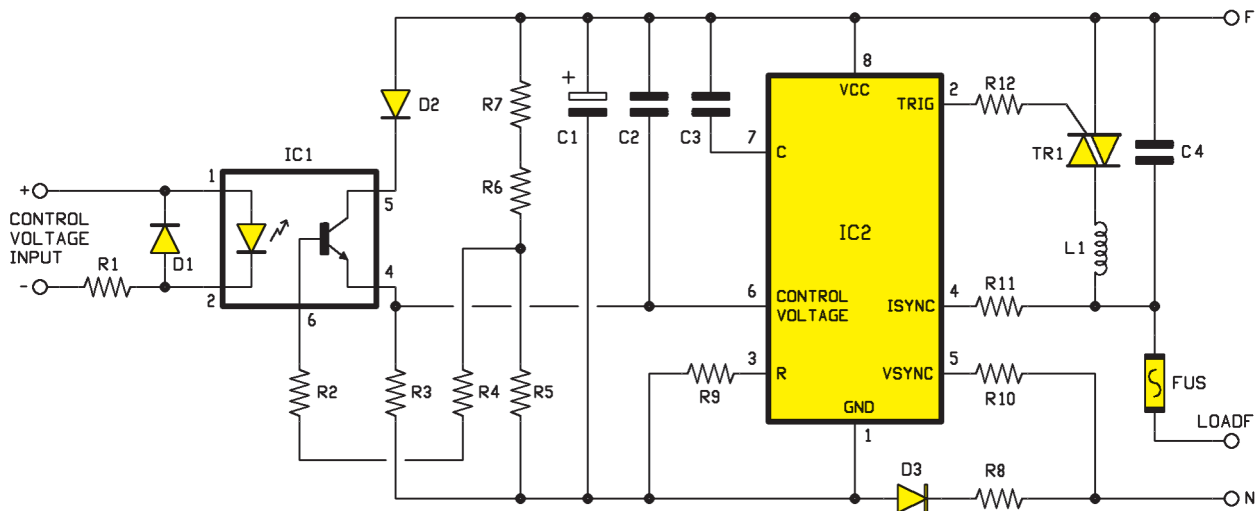 F
8
VCC
2
TRIG
R12
D2
R7
+
C1
C2
C3
7
C
TR1
C4
IC1
R6
1
5
+
CONTROL
VOLTAGE
INPUT
-
R1
D1
2
4
6
IC2
L1
6
CONTROL
VOLTAGE
ISYNC
4
R11
R2
R3
R4
R5
R9
3
R
VSYNC
5
R10
GND
1
FUS
LOADF
D3
R8
N